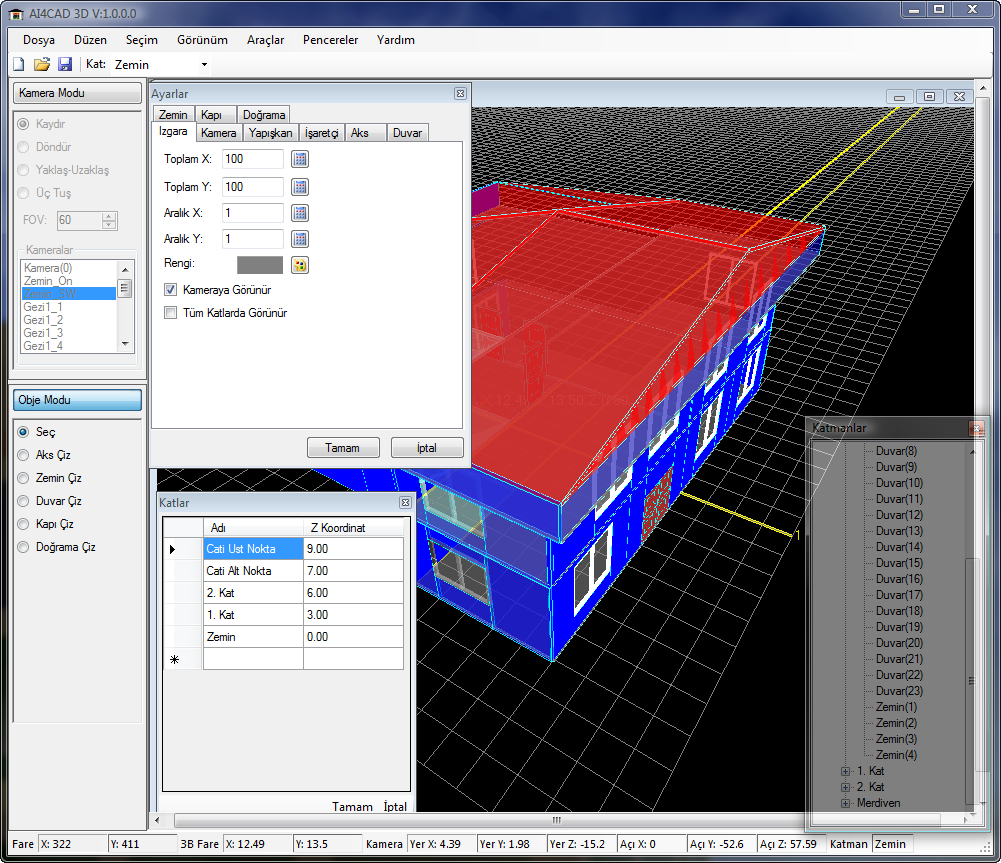 AI4CAD 3D V:1.0.0.0
Dosya Düzen Seçim Görünüm Araçlar Pencereler Yardım
Kat: Zemin
Kamera Modu
Kaydır
Döndür
Yaklaş-Uzaklaş
Üç Tuş
FOV: 60
Kameralar
Kamera(0)
Zemin_On
Gezi1_1
Gezi1_2
Gezi1_3
Gezi1_4
Obje Modu
Seç
Aks Çiz
Zemin Çiz
Duvar Çiz
Kapı Çiz
Doğrama Çiz
Ayarlar
Zemin Kapı Doğrama
Izgara Kamera Yapışkan İşaretçi Aks Duvar
Toplam X: 100
Toplam Y: 100
Aralık X: 1
Aralık Y: 1
Rengi:
Kameraya Görünür
Tüm Katlarda Görünür
Tamam İptal
Katlar
Adı Z Koordinat
Cati Ust Nokta 9.00
Cati Alt Nokta 7.00
2. Kat 6.00
1. Kat 3.00
Zemin 0.00
Tamam İptal
1
Katmanlar
Duvar(8)
Duvar(9)
Duvar(10)
Duvar(11)
Duvar(12)
Duvar(13)
Duvar(14)
Duvar(15)
Duvar(16)
Duvar(17)
Duvar(18)
Duvar(19)
Duvar(20)
Duvar(21)
Duvar(22)
Duvar(23)
Zemin(1)
Zemin(2)
Zemin(3)
Zemin(4)
1. Kat
2. Kat
Merdiven
Fare X: 322 Y: 411 3B Fare X: 12.49 Y: 13.5 Kamera Yer X: 4.39 Yer Y: 1.98 Yer Z: -15.2 Açı X: 0 Açı Y: -52.6 Açı Z: 57.59 Katman Zemin